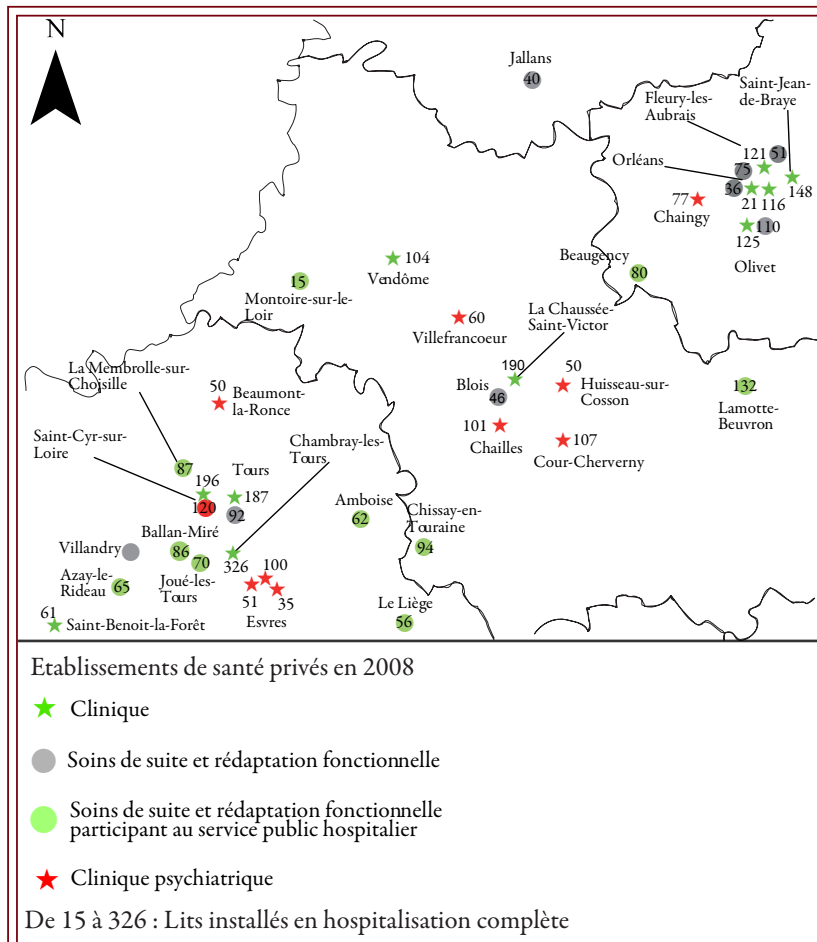 N
Jallans
40
Saint-Jean-
de-Braye
Fleury-les-
Aubrais
121
51
Orléans
75
36
148
77
21
116
Chaingy
125
110
Olivet
104
Vendôme
Beaugency
80
15
Montoire-sur-le-
Loir
La Chaussée-
Saint-Victor
60
Villefrancoeur
La Membrolle-sur-
Choisille
50
Beaumont-
la-Ronce
190
50
Blois
46
Huisseau-sur-
Cosson
132
Lamotte-
Beuvron
Saint-Cyr-sur-
Loire
Chambray-les-
Tours
101
Chailles
107
Cour-Cherverny
87
196
Tours
187
120
92
Amboise
62
Chissay-en-
Touraine
94
Ballan-Miré
Villandry
86
70
326
Azay-le-
Rideau
65
Joué-les-
Tours
100
51
35
Esvres
Le Liège
56
61
Saint-Benoit-la-Forêt
Etablissements de santé privés en 2008
Clinique
Soins de suite et rédaptation fonctionnelle
Soins de suite et rédaptation fonctionnelle
participant au service public hospitalier
Clinique psychiatrique
De 15 à 326 : Lits installés en hospitalisation complète